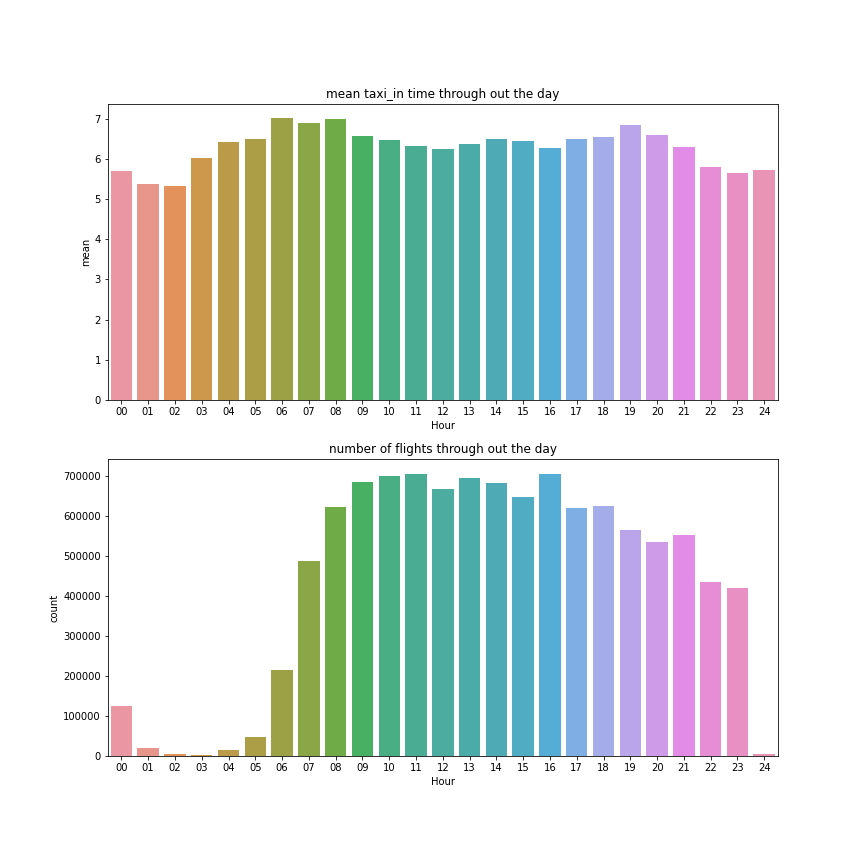 mean taxi_in time through out the day
7
6
5
4
3
2
1
0
mean
00 01 02 03 04 05 06 07 08 09 10 11 12 13 14 15 16 17 18 19 20 21 22 23 24
Hour
number of flights through out the day
700000
600000
500000
400000
300000
200000
100000
0
count
00 01 02 03 04 05 06 07 08 09 10 11 12 13 14 15 16 17 18 19 20 21 22 23 24
Hour